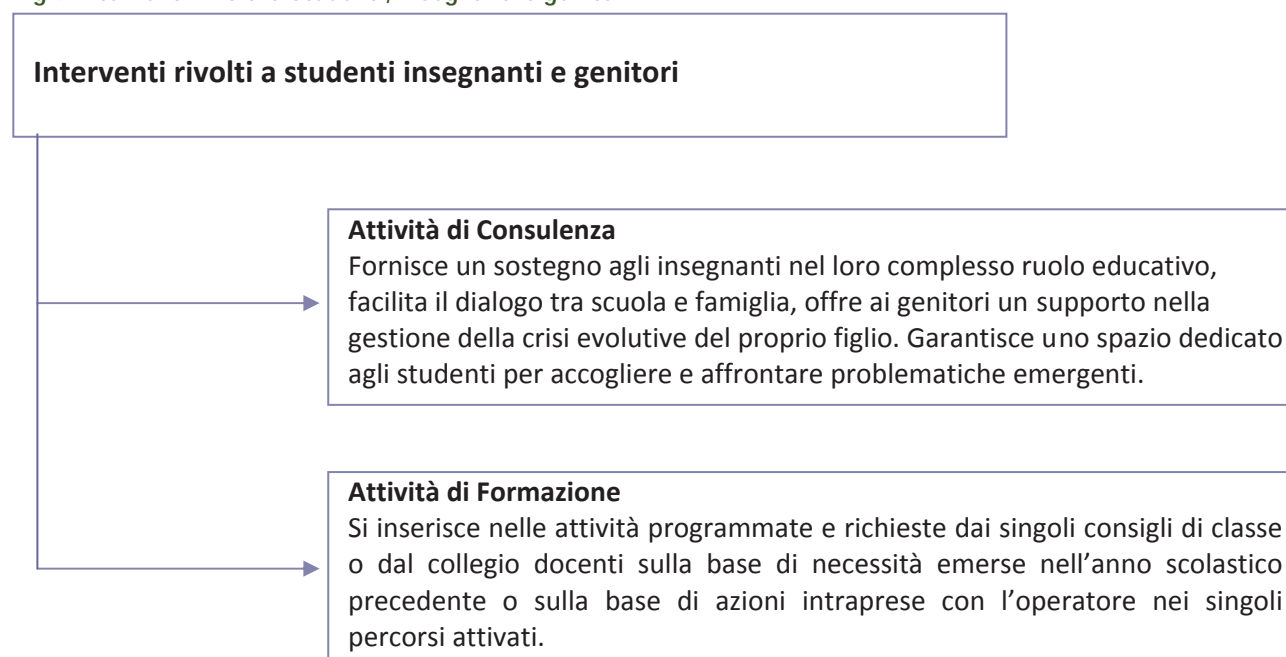 Interventi rivolti a studenti insegnanti e genitori
Attività di Consulenza
Fornisce un sostegno agli insegnanti nel loro complesso ruolo educativo,
facilita il dialogo tra scuola e famiglia, offre ai genitori un supporto nella
gestione della crisi evolutive del proprio figlio. Garantisce uno spazio dedicato
agli studenti per accogliere e affrontare problematiche emergenti.
Attività di Formazione
Si inserisce nelle attività programmate e richieste dai singoli consigli di classe
o dal collegio docenti sulla base di necessità emerse nell’anno scolastico
precedente o sulla base di azioni intraprese con l’operatore nei singoli
percorsi attivati.